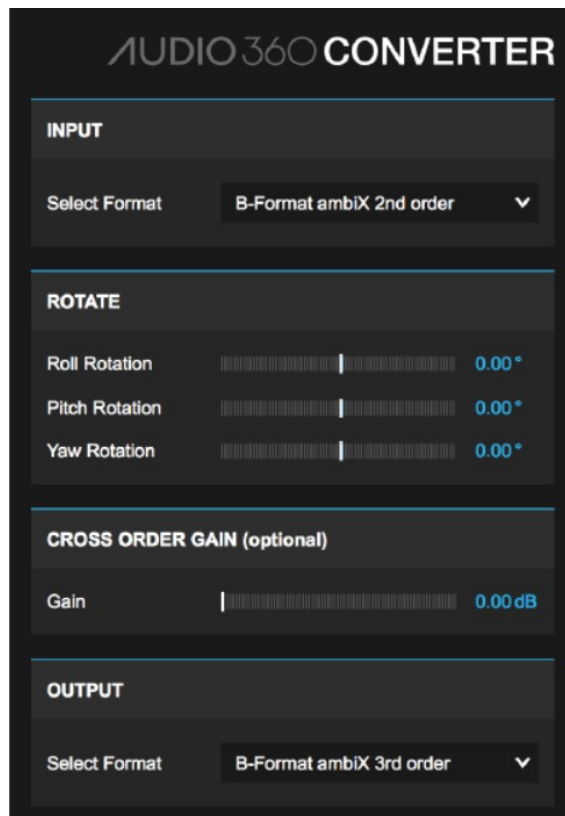 AUDIO360 CONVERTER
INPUT
Select Format B-Format ambiX 2nd order
ROTATE
Roll Rotation 0.00°
Pitch Rotation 0.00°
Yaw Rotation 0.00°
CROSS ORDER GAIN (optional)
Gain 0.00 dB
OUTPUT
Select Format B-Format ambiX 3rd order